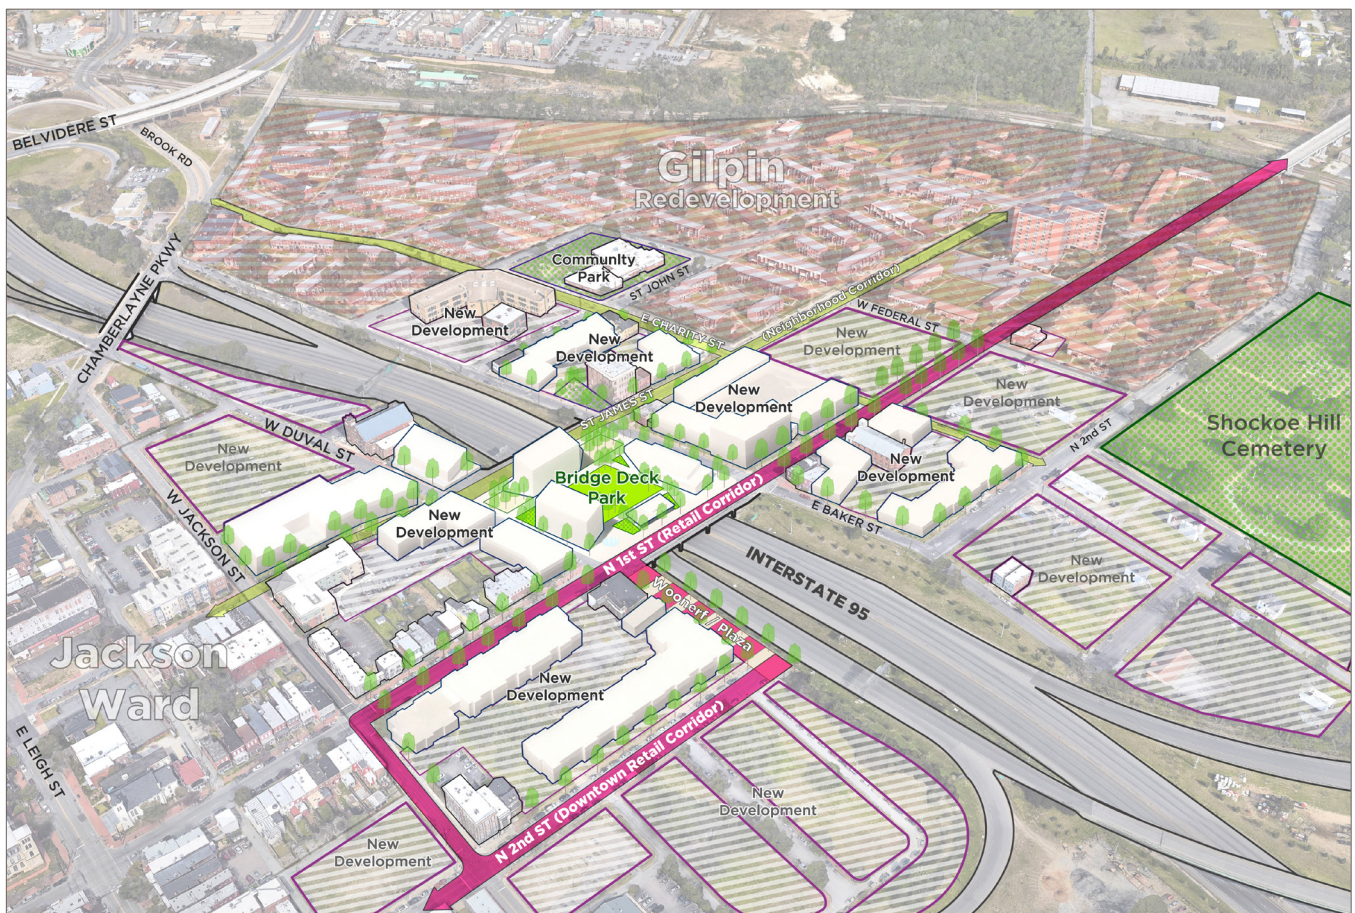 NASH
BELVIDERE ST
BROOK RD
Gilpin
Redevelopment
CHAMBERLAYNE PKWY
Community
Park
ST JOHN ST
(Neighborhood Corridor)
W FEDERAL ST
New
Development
E CHARITY ST
New
Development
New
Development
New
Development
New
Development
ST JAMES ST
N 2nd ST
Shockoe Hill
Cemetery
W DUVAL ST
New
Development
Bridge Deck
Park
New
Development
W JACKSON ST
New
Development
E BAKER ST
N 1st ST (Retail Corridor)
INTERSTATE 95
New
Development
Woonerf / Plaza
Jackson
Ward
New
Development
E LEIGH ST
N 2nd ST (Downtown Retail Corridor)
New
Development
New
Development